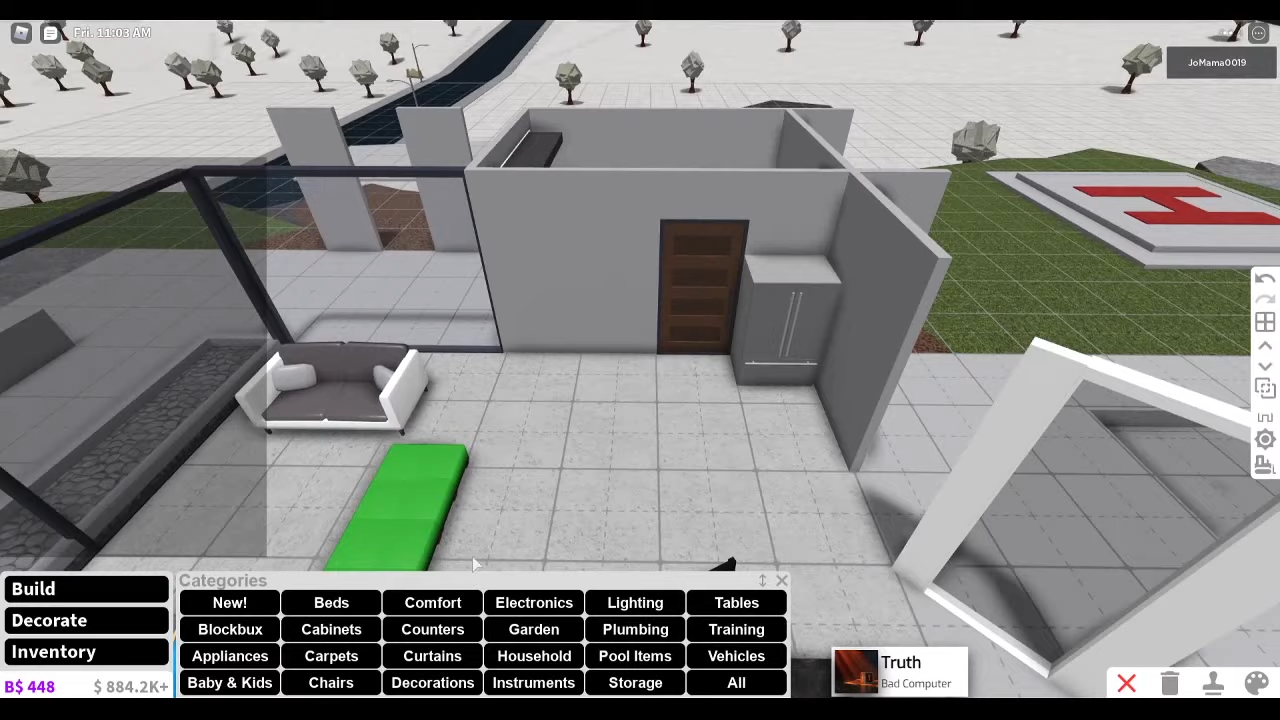 Fri. 11:03 AM
JoMama0019
H
Build
Decorate
Inventory
B$ 448 $ 884.2K+
Categories
New! Beds Comfort Electronics Lighting Tables
Blockbux Cabinets Counters Garden Plumbing Training
Appliances Carpets Curtains Household Pool Items Vehicles
Baby & Kids Chairs Decorations Instruments Storage All
Truth
Bad Computer